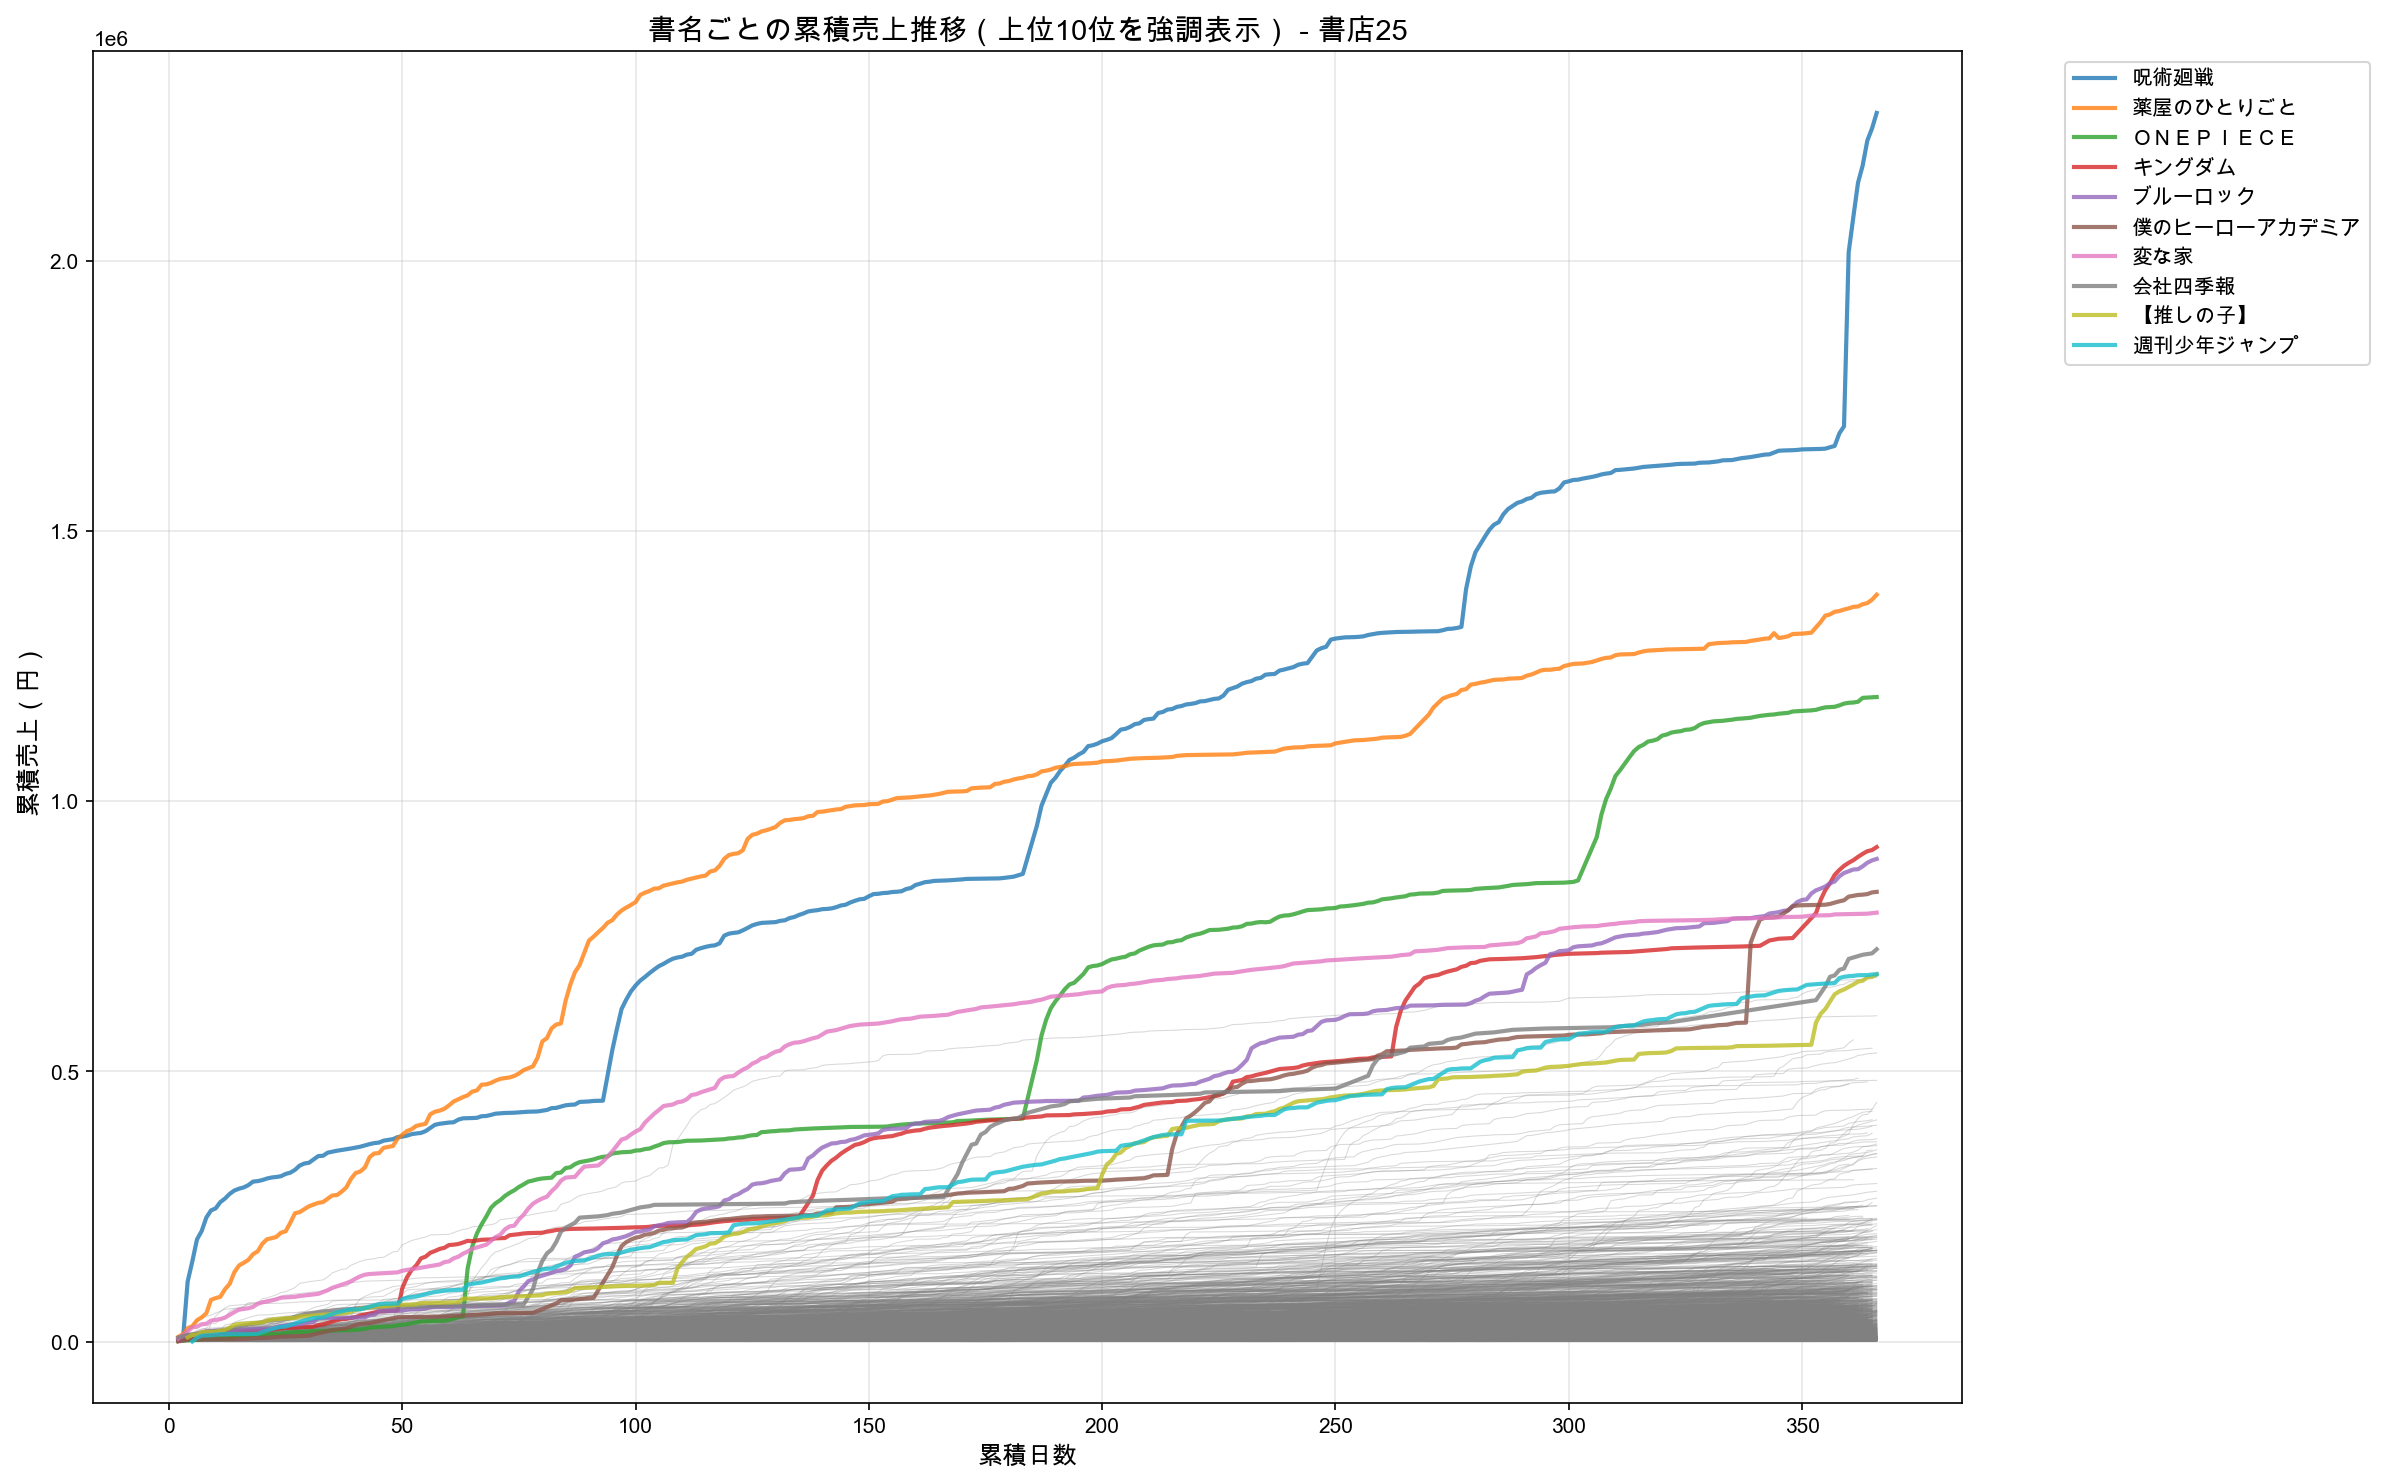 書名ごとの累積売上推移（上位10位を強調表示） - 書店25
1e6
2.0
1.5
1.0
0.5
0.0
累積売上（円）
0 50 100 150 200 250 300 350
累積日数
呪術廻戦
薬屋のひとりごと
ＯＮＥＰＩＥＣＥ
キングダム
ブルーロック
僕のヒーローアカデミア
変な家
会社四季報
【推しの子】
週刊少年ジャンプ